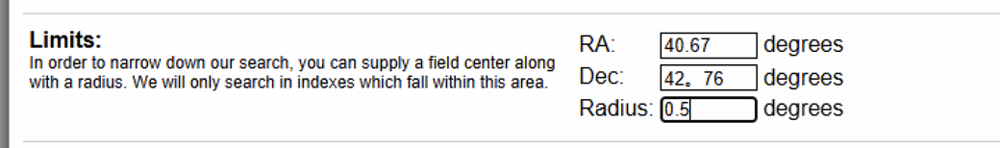 Limits:
In order to narrow down our search, you can supply a field center along
with a radius. We will only search in indexes which fall within this area.
RA: 40.67 degrees
Dec: 42。76 degrees
Radius: 0.5 degrees